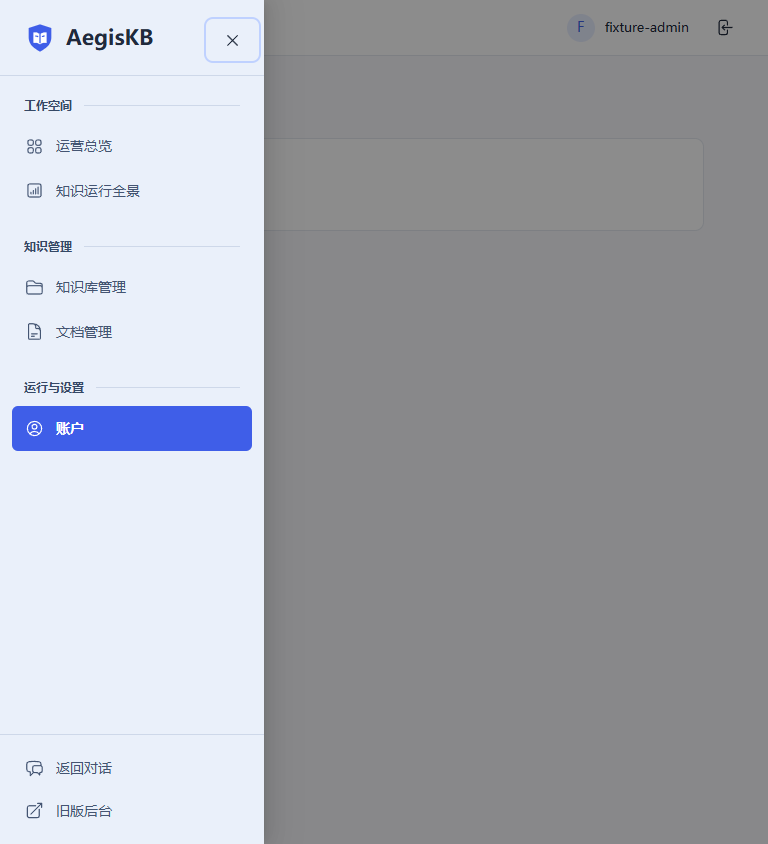 AegisKB
F fixture-admin
工作空间
运营总览
知识运行全景
知识管理
知识库管理
文档管理
运行与设置
账户
返回对话
旧版后台